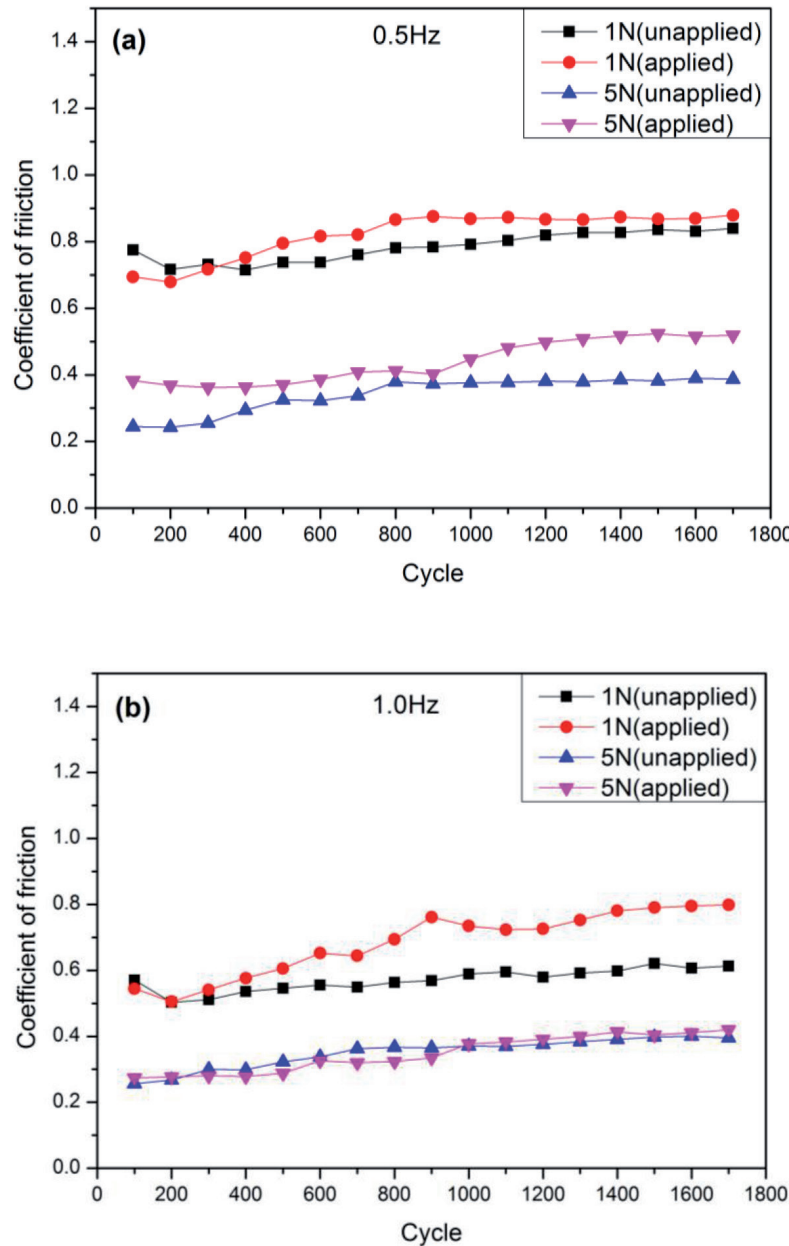 (a)
0.5Hz
1N(unapplied)
1N(applied)
5N(unapplied)
5N(applied)
Coefficient of friiction
1.4
1.2
1.0
0.8
0.6
0.4
0.2
0.0
0 200 400 600 800 1000 1200 1400 1600 1800
Cycle
(b)
1.0Hz
1N(unapplied)
1N(applied)
5N(unapplied)
5N(applied)
Coefficient of friction
1.4
1.2
1.0
0.8
0.6
0.4
0.2
0.0
0 200 400 600 800 1000 1200 1400 1600 1800
Cycle